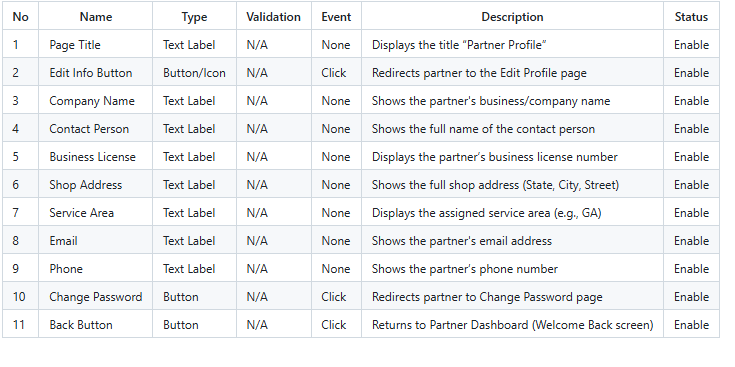 No Name Type Validation Event Description Status
1 Page Title Text Label N/A None Displays the title “Partner Profile” Enable
2 Edit Info Button Button/Icon N/A Click Redirects partner to the Edit Profile page Enable
3 Company Name Text Label N/A None Shows the partner's business/company name Enable
4 Contact Person Text Label N/A None Shows the full name of the contact person Enable
5 Business License Text Label N/A None Displays the partner’s business license number Enable
6 Shop Address Text Label N/A None Shows the full shop address (State, City, Street) Enable
7 Service Area Text Label N/A None Displays the assigned service area (e.g., GA) Enable
8 Email Text Label N/A None Shows the partner's email address Enable
9 Phone Text Label N/A None Shows the partner’s phone number Enable
10 Change Password Button N/A Click Redirects partner to Change Password page Enable
11 Back Button Button N/A Click Returns to Partner Dashboard (Welcome Back screen) Enable